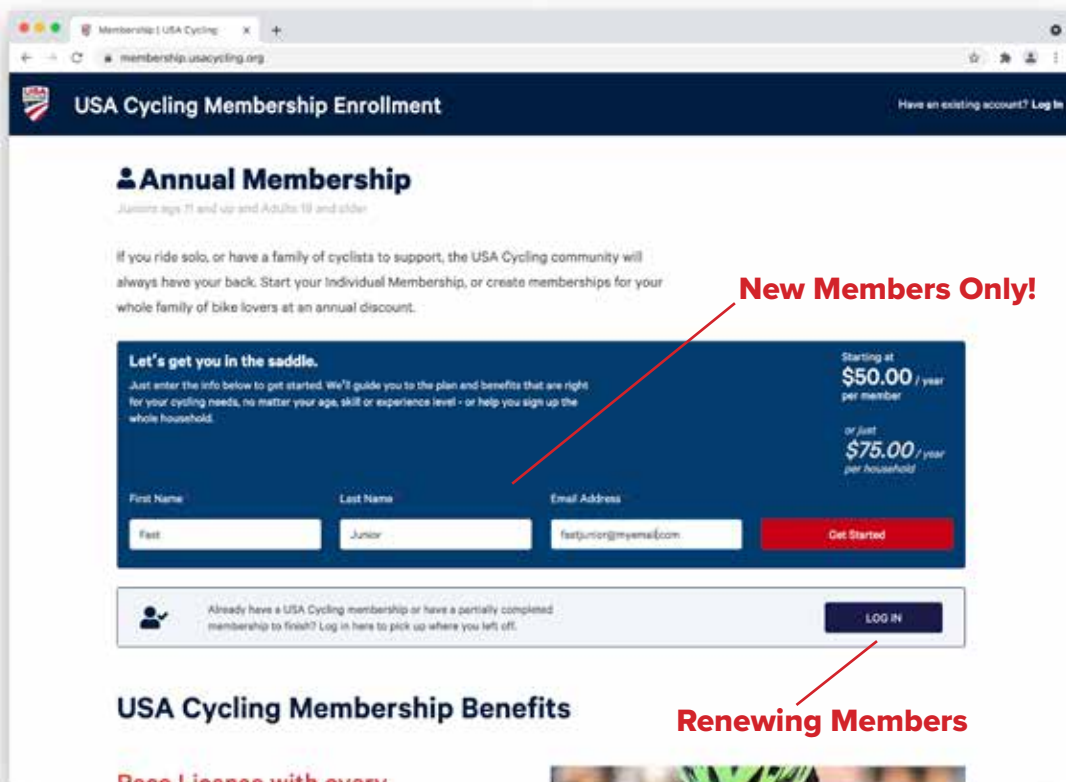 Membership | USA Cycling
membership.usacycling.org
USA
USA Cycling Membership Enrollment
Have an existing account? Log In
Annual Membership
Juniors age 11 and up and Adults 19 and older
If you ride solo, or have a family of cyclists to support, the USA Cycling community will
always have your back. Start your Individual Membership, or create memberships for your
whole family of bike lovers at an annual discount.
New Members Only!
Let's get you in the saddle.
Just enter the info below to get started. We'll guide you to the plan and benefits that are right
for your cycling needs, no matter your age, skill or experience level - or help you sign up the
whole household.
Starting at
$50.00 / year
per member
or just
$75.00 / year
per household
First Name
Last Name
Email Address
Fast
Junior
fastjunior@myemail.com
Get Started
Already have a USA Cycling membership or have a partially completed
membership to finish? Log in here to pick up where you left off.
LOG IN
USA Cycling Membership Benefits
Renewing Members
Race License with every